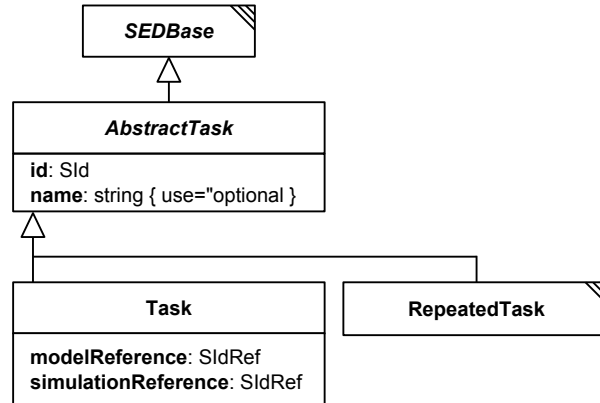 SEDBase
AbstractTask
id: SId
name: string { use="optional }
Task
RepeatedTask
modelReference: SIdRef
simulationReference: SIdRef